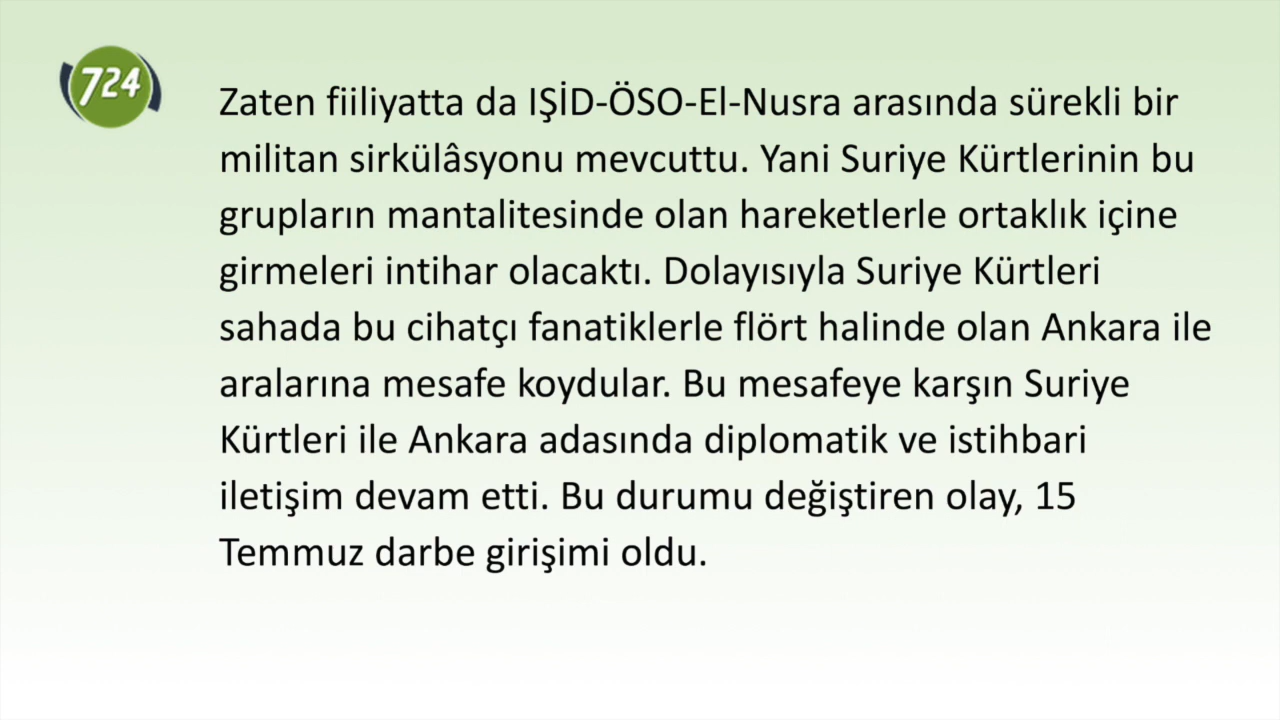 724
Zaten fiiliyatta da IŞİD-ÖSO-El-Nusra arasında sürekli bir
militan sirkülâsyonu mevcuttu. Yani Suriye Kürtlerinin bu
grupların mantalitesinde olan hareketlerle ortaklık içine
girmeleri intihar olacaktı. Dolayısıyla Suriye Kürtleri
sahada bu cihatçı fanatiklerle flört halinde olan Ankara ile
aralarına mesafe koydular. Bu mesafeye karşın Suriye
Kürtleri ile Ankara adasında diplomatik ve istihbari
iletişim devam etti. Bu durumu değiştiren olay, 15
Temmuz darbe girişimi oldu.